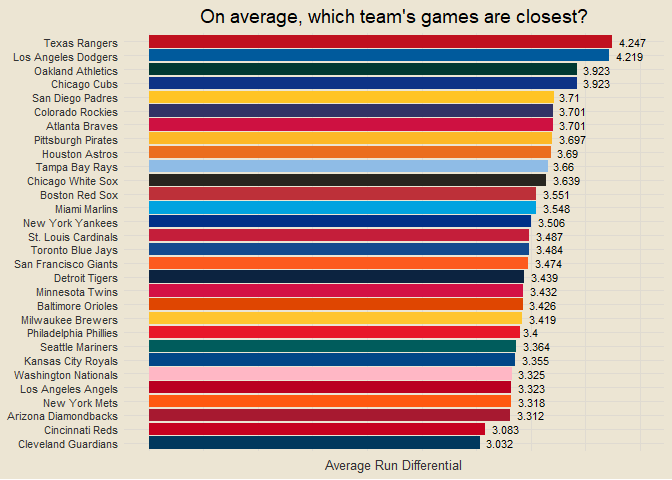 On average, which team's games are closest?
Texas Rangers 4.247
Los Angeles Dodgers 4.219
Oakland Athletics 3.923
Chicago Cubs 3.923
San Diego Padres 3.71
Colorado Rockies 3.701
Atlanta Braves 3.701
Pittsburgh Pirates 3.697
Houston Astros 3.69
Tampa Bay Rays 3.66
Chicago White Sox 3.639
Boston Red Sox 3.551
Miami Marlins 3.548
New York Yankees 3.506
St. Louis Cardinals 3.487
Toronto Blue Jays 3.484
San Francisco Giants 3.474
Detroit Tigers 3.439
Minnesota Twins 3.432
Baltimore Orioles 3.426
Milwaukee Brewers 3.419
Philadelphia Phillies 3.4
Seattle Mariners 3.364
Kansas City Royals 3.355
Washington Nationals 3.325
Los Angeles Angels 3.323
New York Mets 3.318
Arizona Diamondbacks 3.312
Cincinnati Reds 3.083
Cleveland Guardians 3.032
Average Run Differential